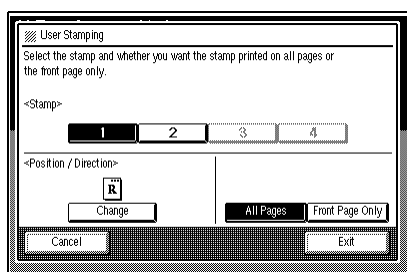 User Stamping
Select the stamp and whether you want the stamp printed on all pages or
the front page only.
<Stamp>
1 2 3 4
<Position / Direction>
R
Change
All Pages Front Page Only
Cancel Exit